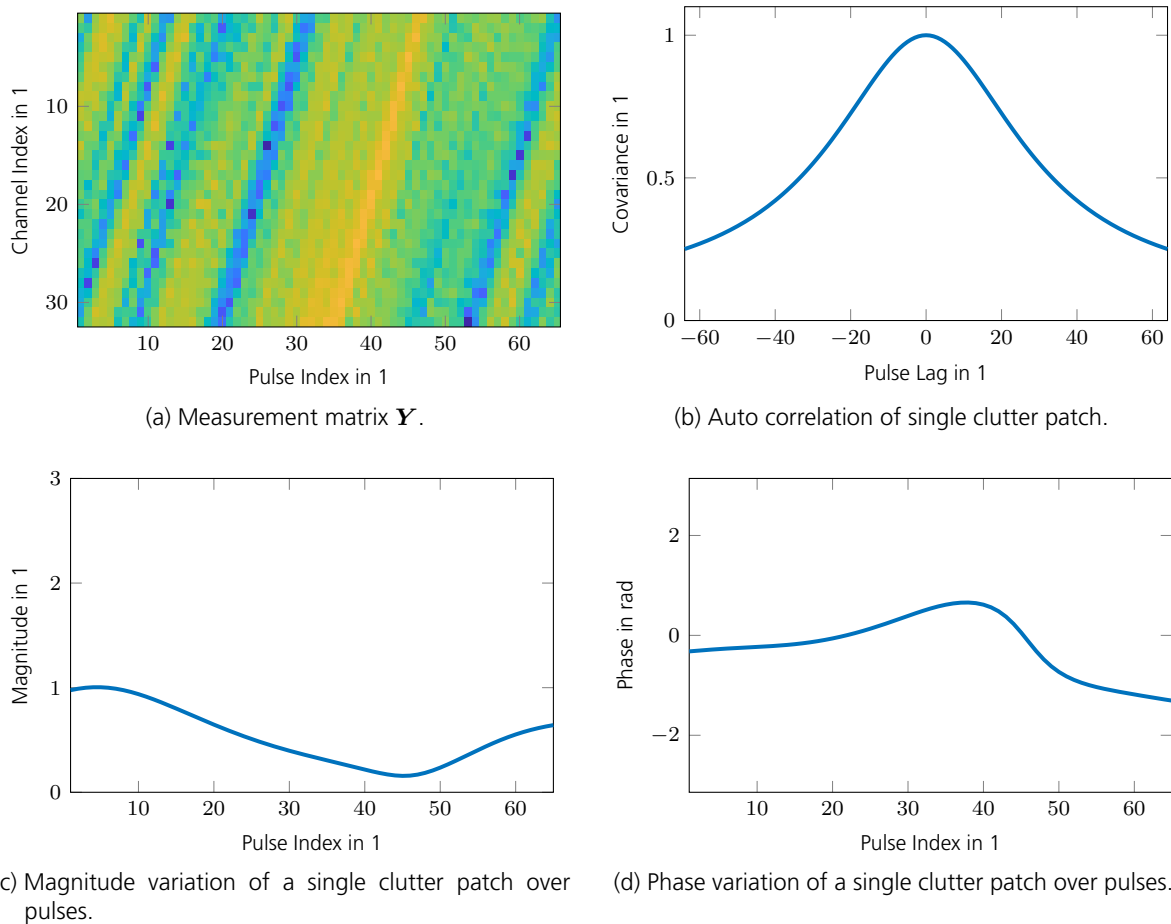 10
20
30
Channel Index in 1
10
20
30
40
50
60
Pulse Index in 1
(a) Measurement matrix Y.
1
0.5
0
Covariance in 1
−60
−40
−20
0
20
40
60
Pulse Lag in 1
(b) Auto correlation of single clutter patch.
3
2
1
0
Magnitude in 1
10
20
30
40
50
60
Pulse Index in 1
c) Magnitude variation of a single clutter patch over
pulses.
2
0
−2
Phase in rad
10
20
30
40
50
60
Pulse Index in 1
(d) Phase variation of a single clutter patch over pulses.